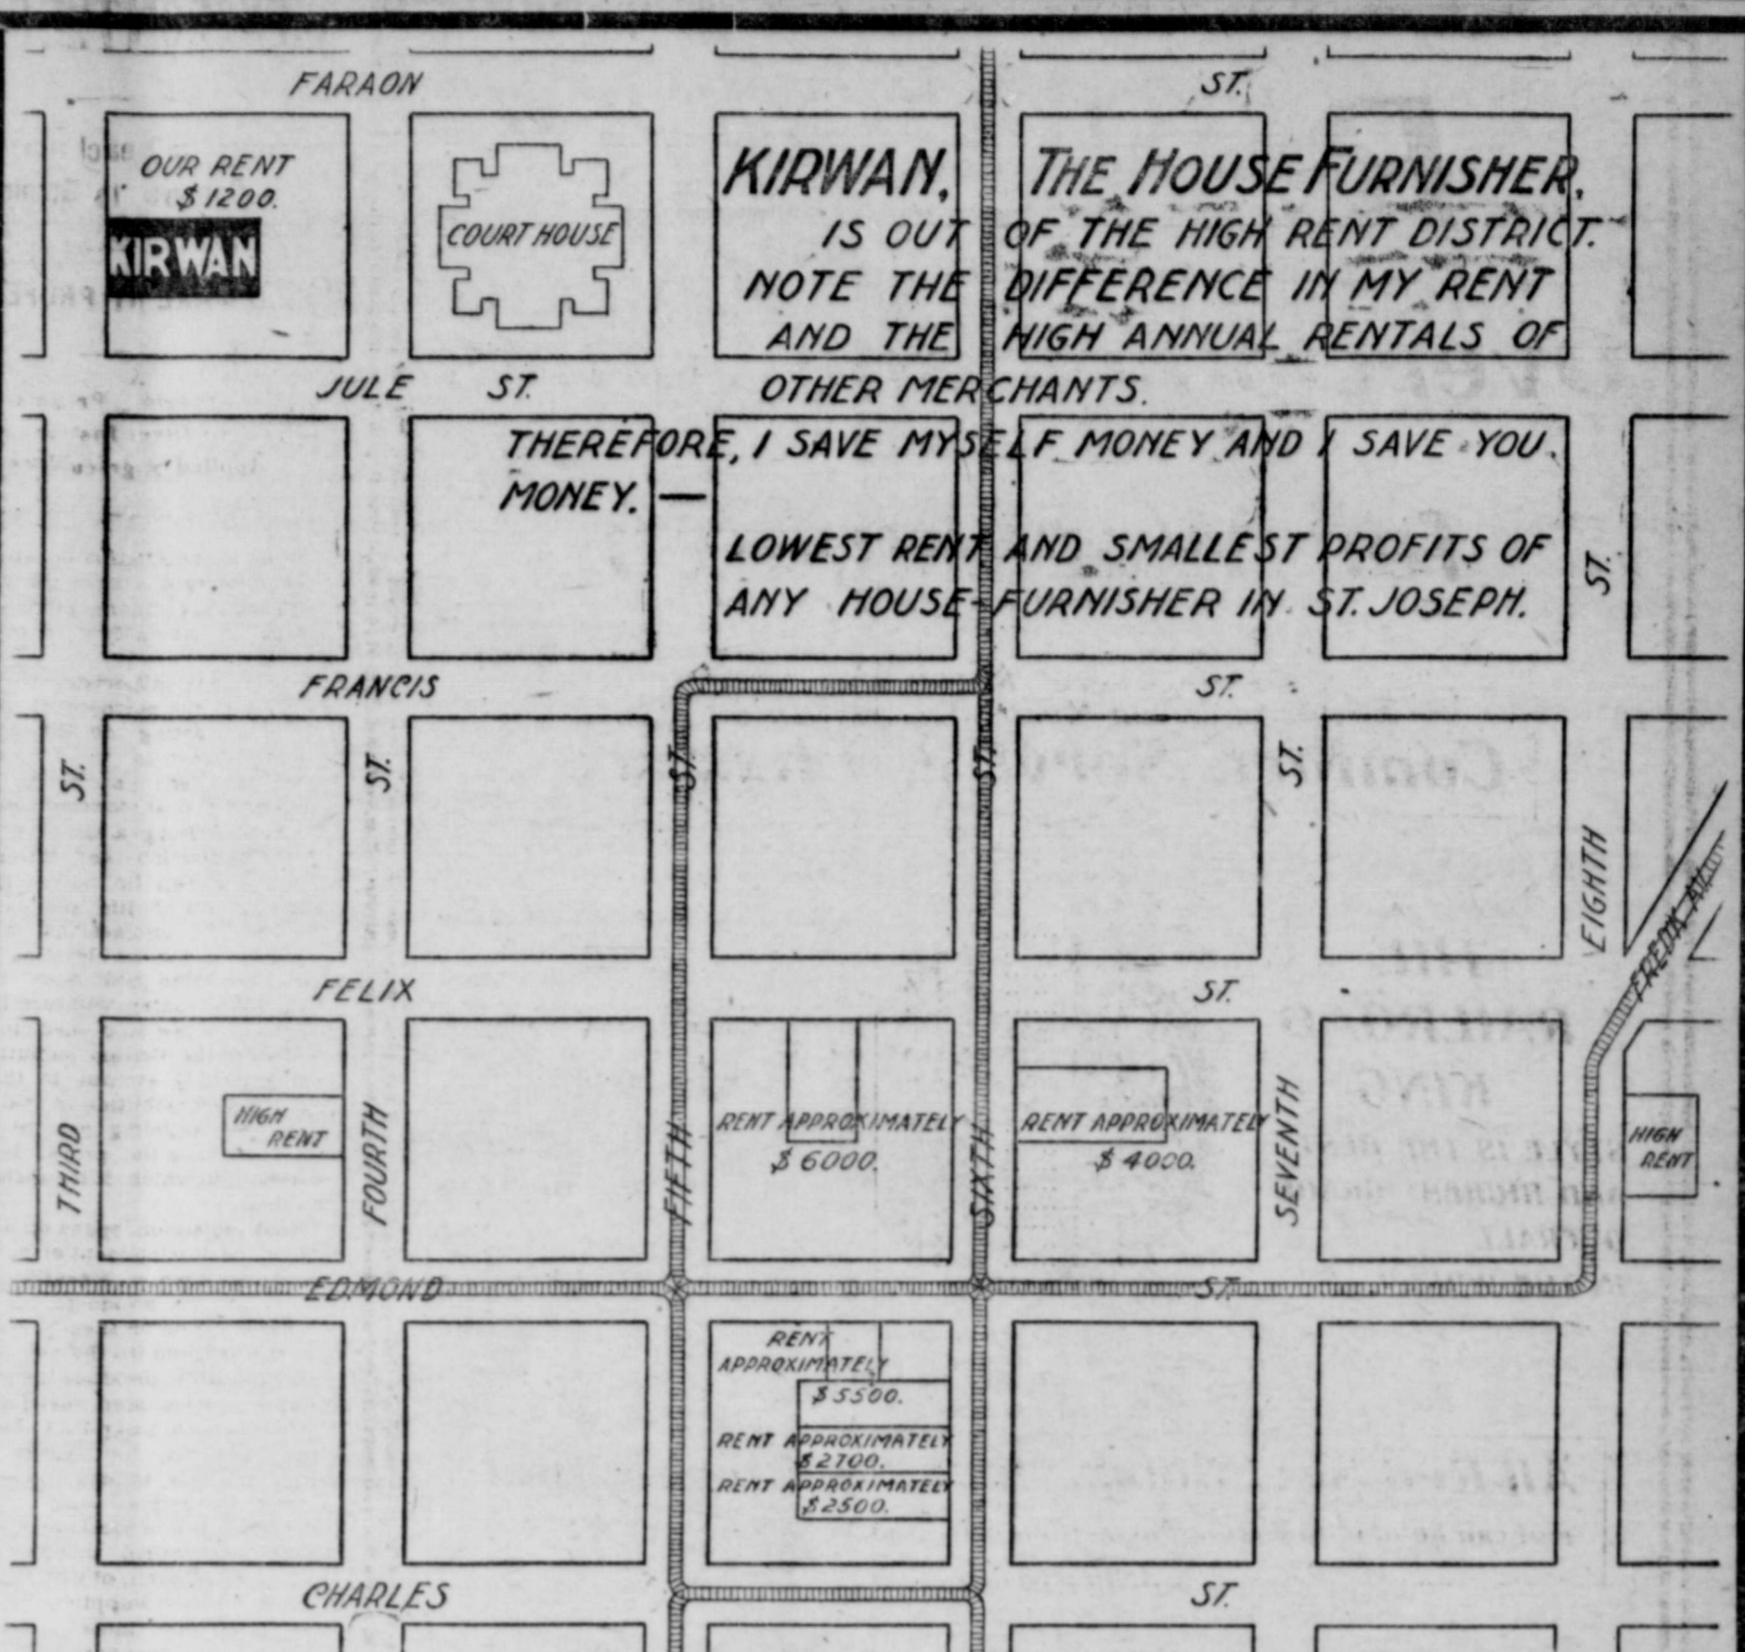 FARAON ST.
OUR RENT
$1200.
KIRWAN
COURT HOUSE
KIRWAN, THE HOUSE FURNISHER,
IS OUT OF THE HIGH RENT DISTRICT.
NOTE THE DIFFERENCE IN MY RENT
AND THE HIGH ANNUAL RENTALS OF
OTHER MERCHANTS.
JULE ST.
THEREFORE, I SAVE MYSELF MONEY AND I SAVE YOU
MONEY. —
LOWEST RENT AND SMALLEST PROFITS OF
ANY HOUSE-FURNISHER IN ST. JOSEPH.
FRANCIS ST.
THIRD ST.
FOURTH ST.
FIFTH ST.
SIXTH ST.
SEVENTH ST.
EIGHTH ST.
FREDK AV.
FELIX ST.
HIGH
RENT
RENT APPROXIMATELY
$6000.
RENT APPROXIMATELY
$4000.
HIGH
RENT
EDMOND ST.
RENT
APPROXIMATELY
$5500.
RENT APPROXIMATELY
$2700.
RENT APPROXIMATELY
$2500.
CHARLES ST.